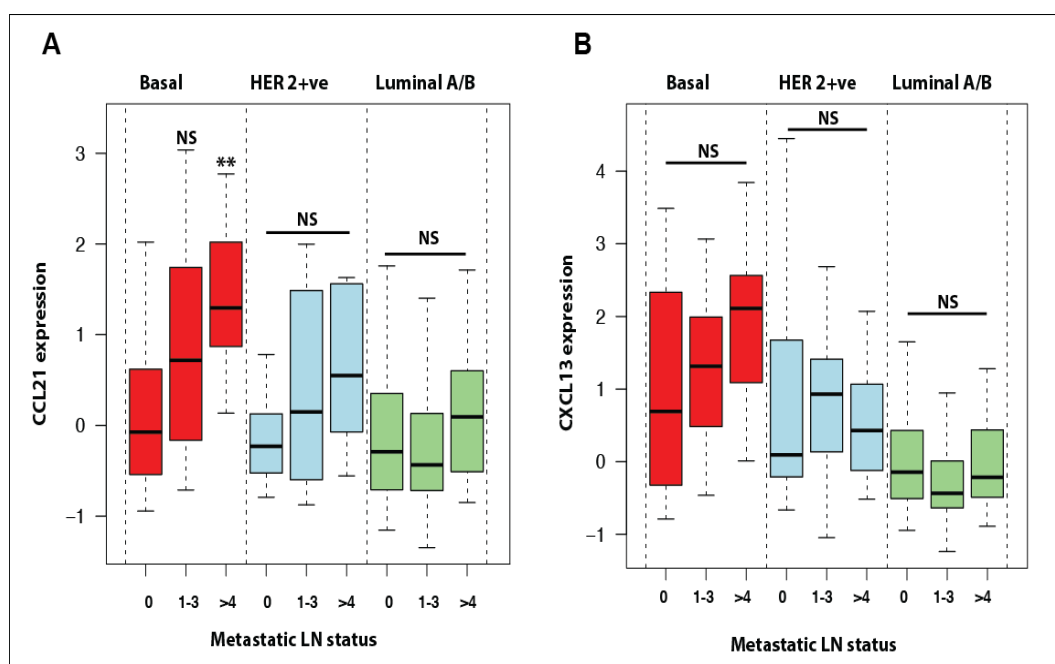 A
Basal HER 2+ve Luminal A/B
NS
**
NS
NS
3
2
1
0
−1
CCL21 expression
0 1-3 >4 0 1-3 >4 0 1-3 >4
Metastatic LN status
B
Basal HER 2+ve Luminal A/B
NS
NS
NS
4
3
2
1
0
−1
CXCL13 expression
0 1-3 >4 0 1-3 >4 0 1-3 >4
Metastatic LN status